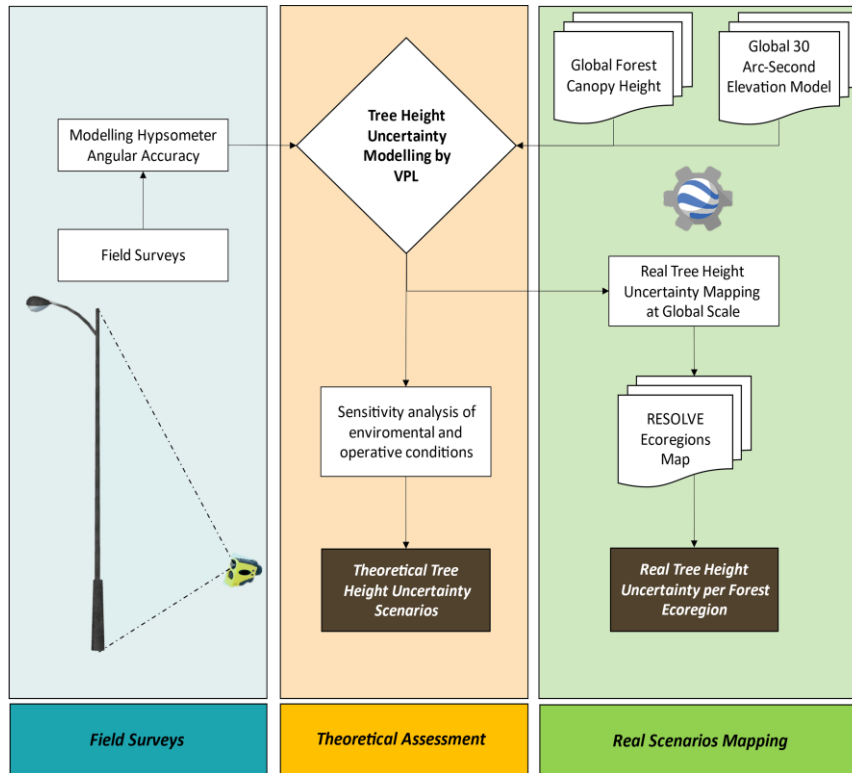 Modelling Hypsometer
Angular Accuracy
Field Surveys
Field Surveys
Tree Height
Uncertainty
Modelling by
VPL
Sensitivity analysis of
enviromental and
operative conditions
Theoretical Tree
Height Uncertainty
Scenarios
Theoretical Assessment
Global Forest
Canopy Height
Global 30
Arc-Second
Elevation Model
Real Tree Height
Uncertainty Mapping
at Global Scale
RESOLVE
Ecoregions
Map
Real Tree Height
Uncertainty per Forest
Ecoregion
Real Scenarios Mapping